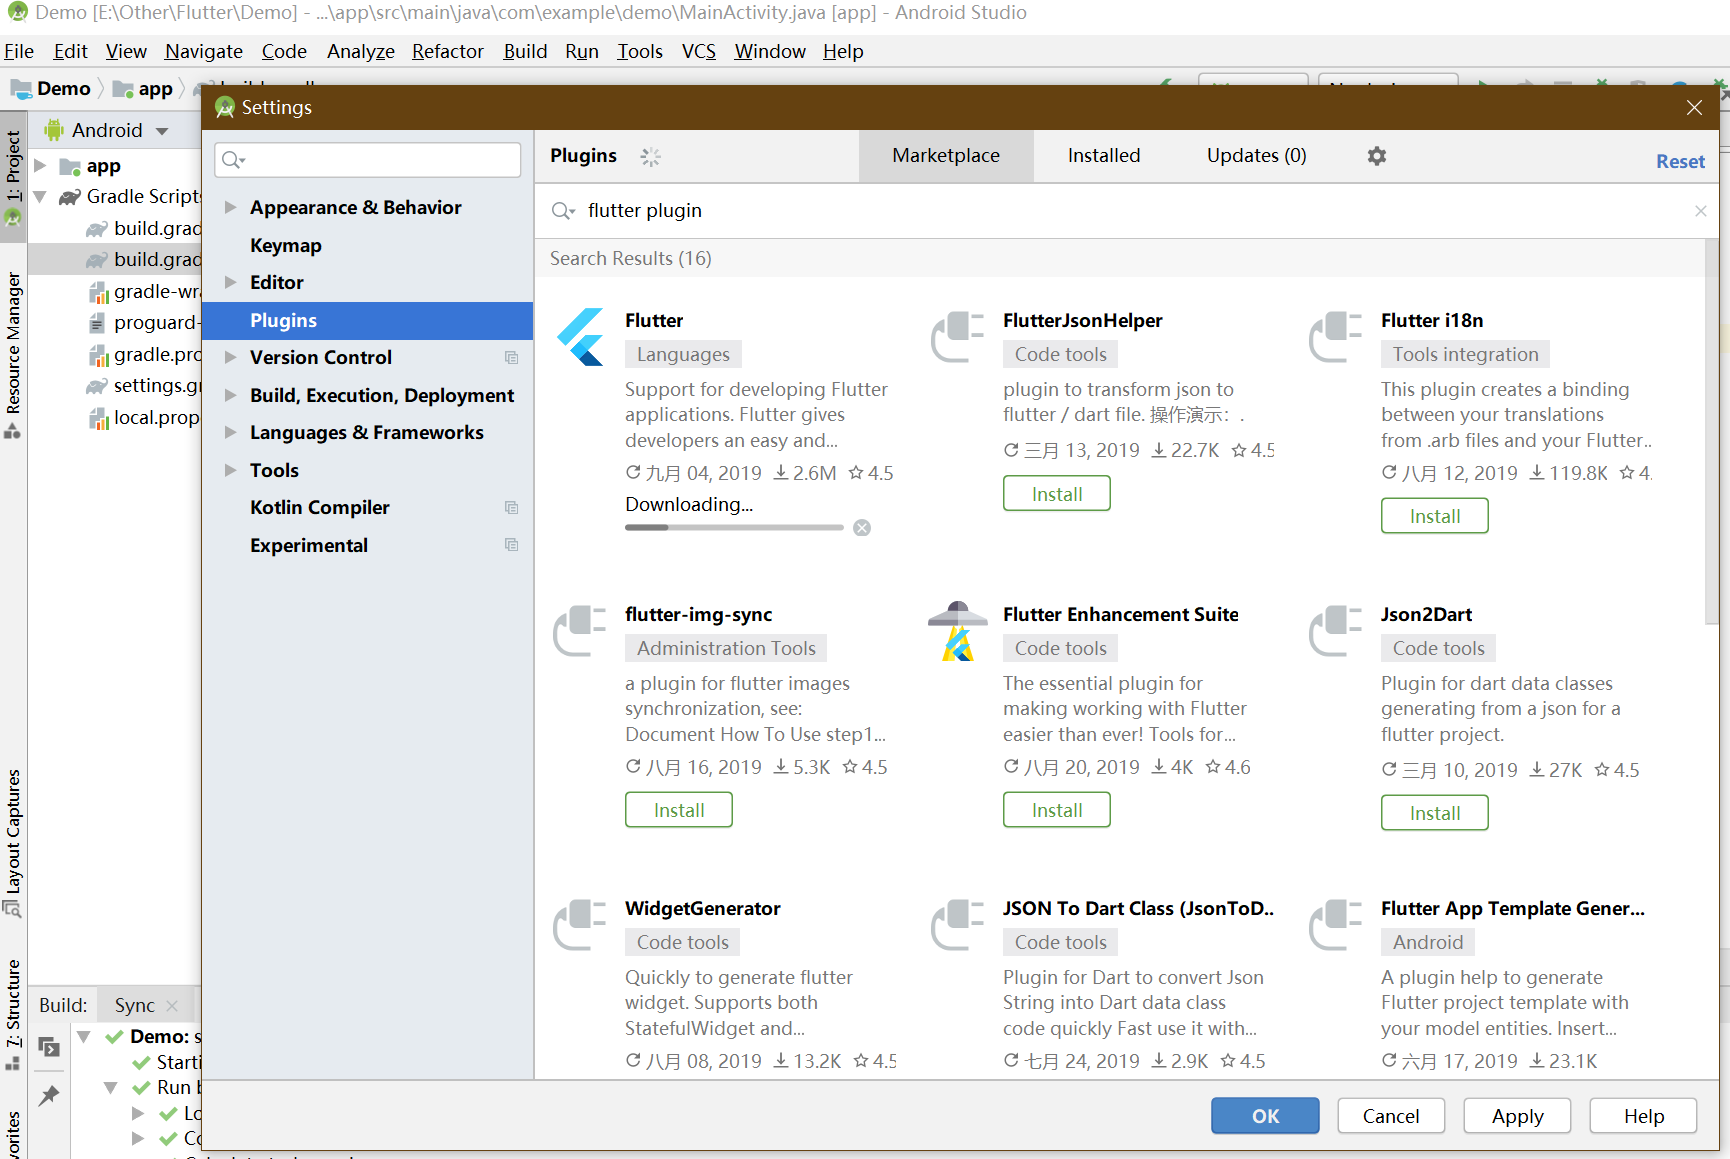 Demo [E:\Other\Flutter\Demo] - ...\app\src\main\java\com\example\demo\MainActivity.java [app] - Android Studio
File Edit View Navigate Code Analyze Refactor Build Run Tools VCS Window Help
Demo app
Settings
1: Project
Resource Manager
Layout Captures
7: Structure
Android
app
Gradle Scripts
build.grad
build.grad
gradle-wra
proguard-
gradle.pro
settings.gr
local.prop
Appearance & Behavior
Keymap
Editor
Plugins
Version Control
Build, Execution, Deployment
Languages & Frameworks
Tools
Kotlin Compiler
Experimental
Plugins Marketplace Installed Updates (0) Reset
flutter plugin
Search Results (16)
Flutter
Languages
Support for developing Flutter
applications. Flutter gives
developers an easy and...
九月 04, 2019 2.6M 4.5
Downloading...
FlutterJsonHelper
Code tools
plugin to transform json to
flutter / dart file. 操作演示: .
三月 13, 2019 22.7K 4.5
Install
Flutter i18n
Tools integration
This plugin creates a binding
between your translations
from .arb files and your Flutter..
八月 12, 2019 119.8K 4.
Install
flutter-img-sync
Administration Tools
a plugin for flutter images
synchronization, see:
Document How To Use step1...
八月 16, 2019 5.3K 4.5
Install
Flutter Enhancement Suite
Code tools
The essential plugin for
making working with Flutter
easier than ever! Tools for...
八月 20, 2019 4K 4.6
Install
Json2Dart
Code tools
Plugin for dart data classes
generating from a json for a
flutter project.
三月 10, 2019 27K 4.5
Install
WidgetGenerator
Code tools
Quickly to generate flutter
widget. Supports both
StatefulWidget and...
八月 08, 2019 13.2K 4.5
JSON To Dart Class (JsonToD..
Code tools
Plugin for Dart to convert Json
String into Dart data class
code quickly Fast use it with...
七月 24, 2019 2.9K 4.5
Flutter App Template Gener...
Android
A plugin help to generate
Flutter project template with
your model entities. Insert...
六月 17, 2019 23.1K
Build: Sync
Demo: s
Starti
Run b
Lo
Co
OK Cancel Apply Help